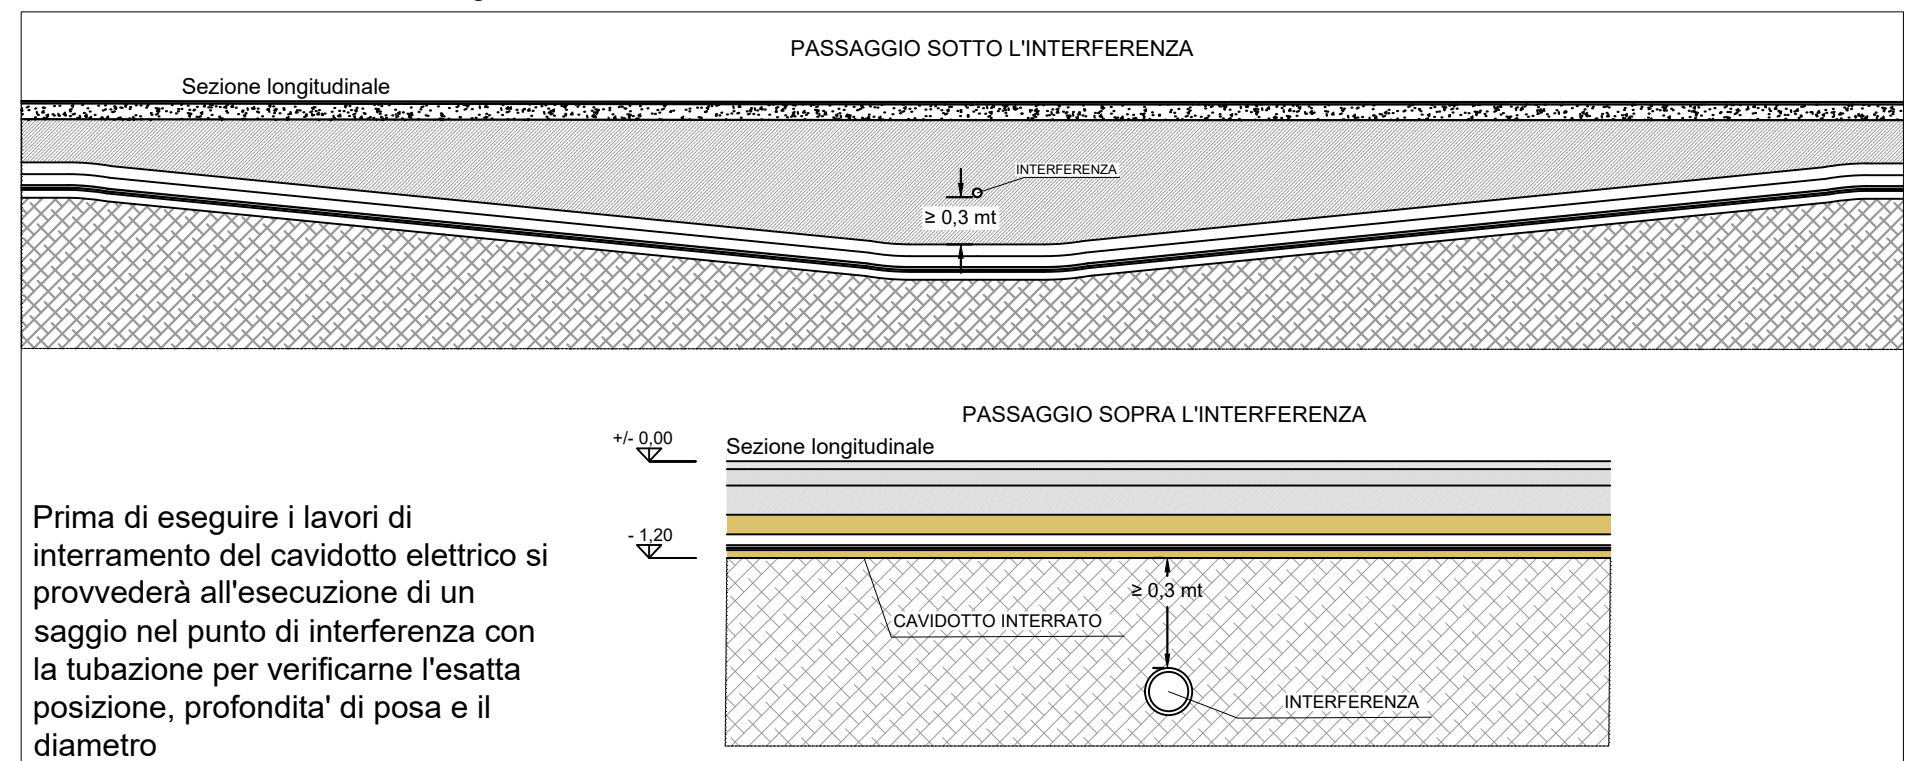 PASSAGGIO SOTTO L'INTERFERENZA
Sezione longitudinale
INTERFERENZA
≥ 0,3 mt
PASSAGGIO SOPRA L'INTERFERENZA
+/- 0,00
Sezione longitudinale
- 1,20
≥ 0,3 mt
CAVIDOTTO INTERRATO
INTERFERENZA
Prima di eseguire i lavori di
interramento del cavidotto elettrico si
provvederà all'esecuzione di un
saggio nel punto di interferenza con
la tubazione per verificarne l'esatta
posizione, profondita' di posa e il
diametro